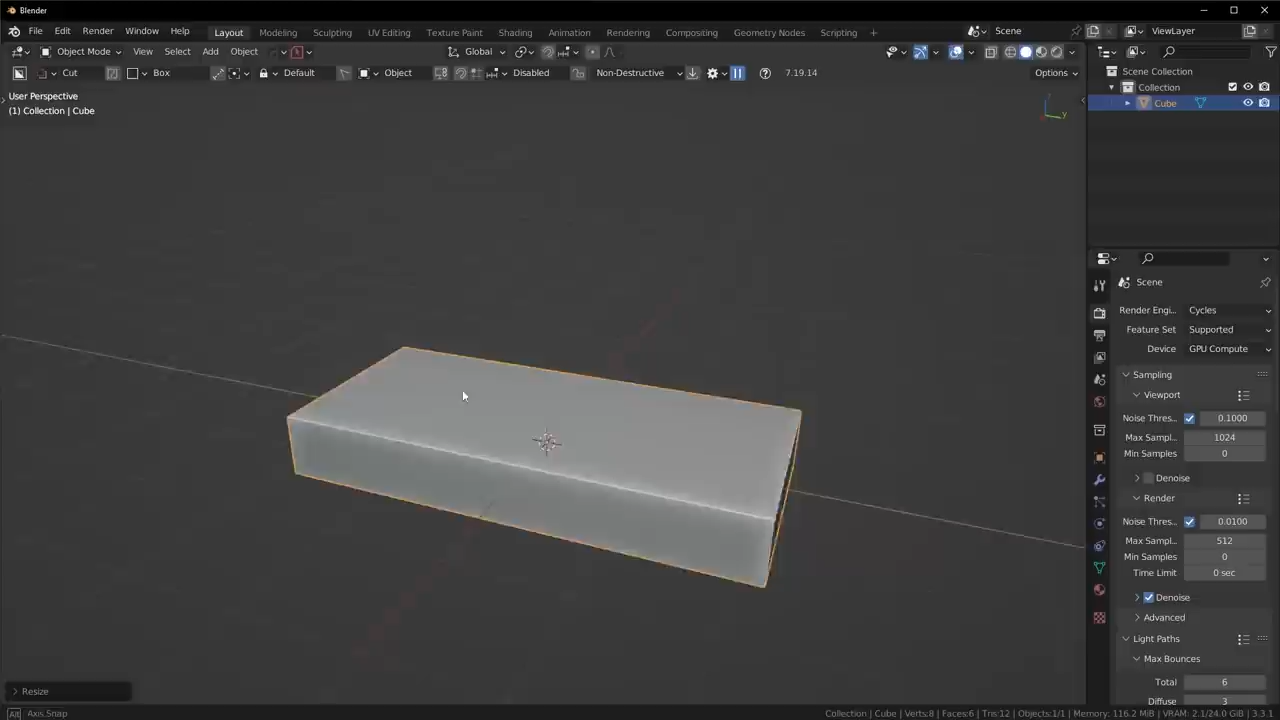 Blender
File Edit Render Window Help Layout Modeling Sculpting UV Editing Texture Paint Shading Animation Rendering Compositing Geometry Nodes Scripting + Scene ViewLayer
Object Mode View Select Add Object Global
Cut Box Default Object Disabled Non-Destructive 7.19.14 Options
User Perspective
(1) Collection | Cube
Scene Collection
Collection
Cube
Scene
Render Engi... Cycles
Feature Set Supported
Device GPU Compute
Sampling
Viewport
Noise Thres... 0.1000
Max Sampl... 1024
Min Samples 0
Denoise
Render
Noise Thres... 0.0100
Max Sampl... 512
Min Samples 0
Time Limit 0 sec
Denoise
Advanced
Light Paths
Max Bounces
Total 6
Diffuse 3
Resize
Alt Axis Snap
Collection | Cube | Verts:8 | Faces:6 | Tris:12 | Objects:1/1 | Memory: 116.2 MiB | VRAM: 2.1/24.0 GiB | 3.3.1